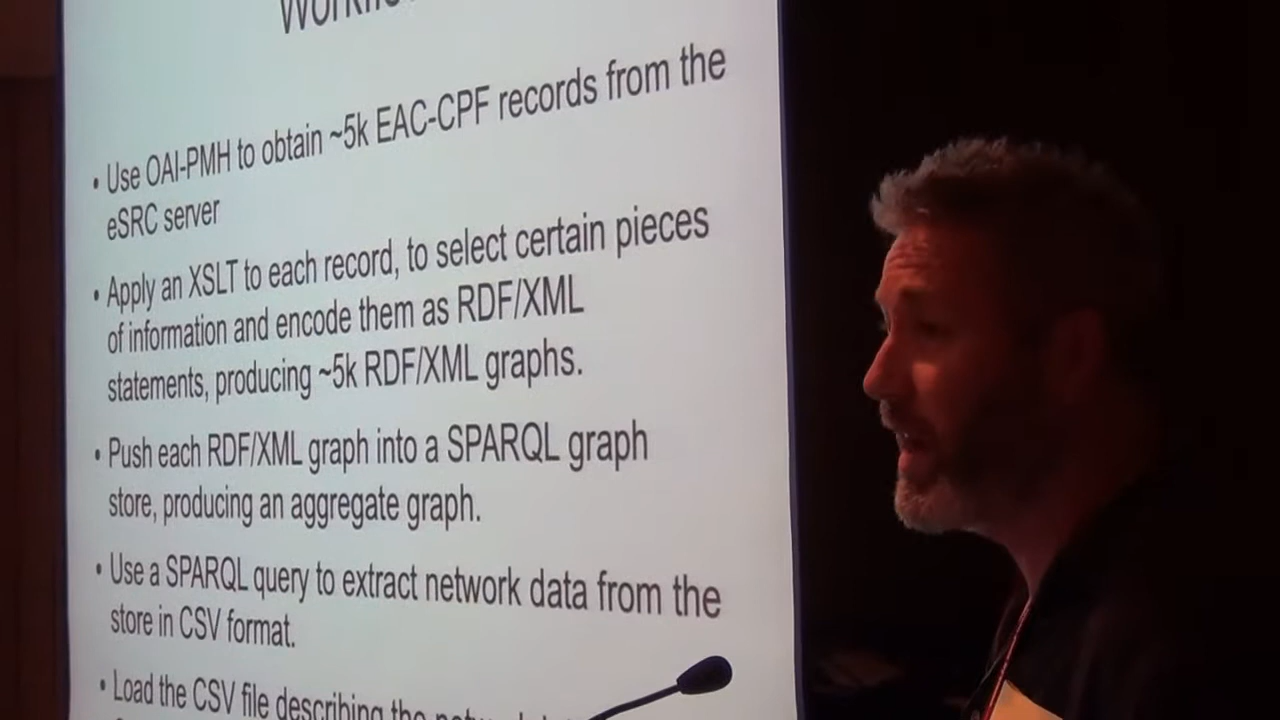 • Use OAI-PMH to obtain ~5k EAC-CPF records from the
eSRC server
• Apply an XSLT to each record, to select certain pieces
of information and encode them as RDF/XML
statements, producing ~5k RDF/XML graphs.
• Push each RDF/XML graph into a SPARQL graph
store, producing an aggregate graph.
• Use a SPARQL query to extract network data from the
store in CSV format.
• Load the CSV file describing the